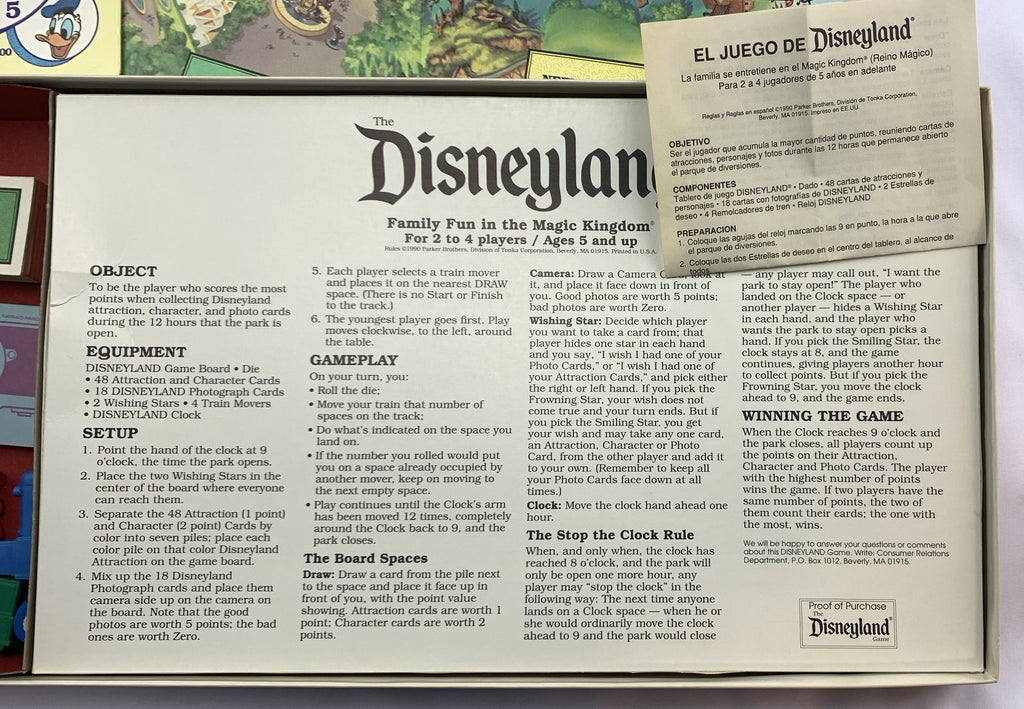 5
00
EL JUEGO DE Disneyland®
La familia se entretiene en el Magic Kingdom® (Reino Mágico)
Para 2 a 4 jugadores de 5 años en adelante
Reglas y Reglas en español ©1990 Parker Brothers, División de Tonka Corporation,
Beverly, MA 01915. Impreso en EE.UU.
OBJETIVO
Ser el jugador que acumula la mayor cantidad de puntos, reuniendo cartas de
atracciones, personajes y fotos durante las 12 horas que permanece abierto
el parque de diversiones.
COMPONENTES
Tablero de juego DISNEYLAND® • Dado • 48 cartas de atracciones y
personajes • 18 cartas con fotografías de DISNEYLAND • 2 Estrellas de
deseo • 4 Remolcadores de tren • Reloj DISNEYLAND
PREPARACION
1. Coloque las agujas del reloj marcando las 9 en punto, la hora a la que abre
el parque de diversiones.
2. Coloque las dos Estrellas de deseo en el centro del tablero, al alcance de
todos.
The
Disneylan
Family Fun in the Magic Kingdom®
For 2 to 4 players / Ages 5 and up
Rules ©1990 Parker Brothers, Division of Tonka Corporation, Beverly, MA 01915. Printed in U.S.A.
OBJECT
To be the player who scores the most
points when collecting Disneyland
attraction, character, and photo cards
during the 12 hours that the park is
open.
EQUIPMENT
DISNEYLAND Game Board • Die
• 48 Attraction and Character Cards
• 18 DISNEYLAND Photograph Cards
• 2 Wishing Stars • 4 Train Movers
• DISNEYLAND Clock
SETUP
1. Point the hand of the clock at 9
o'clock, the time the park opens.
2. Place the two Wishing Stars in the
center of the board where everyone
can reach them.
3. Separate the 48 Attraction (1 point)
and Character (2 point) Cards by
color into seven piles; place each
color pile on that color Disneyland
Attraction on the game board.
4. Mix up the 18 Disneyland
Photograph cards and place them
camera side up on the camera on
the board. Note that the good
photos are worth 5 points; the bad
ones are worth Zero.
5. Each player selects a train mover
and places it on the nearest DRAW
space. (There is no Start or Finish
to the track.)
6. The youngest player goes first. Play
moves clockwise, to the left, around
the table.
GAMEPLAY
On your turn, you:
• Roll the die;
• Move your train that number of
spaces on the track;
• Do what's indicated on the space you
land on.
• If the number you rolled would put
you on a space already occupied by
another mover, keep on moving to
the next empty space.
• Play continues until the Clock's arm
has been moved 12 times, completely
around the Clock back to 9, and the
park closes.
The Board Spaces
Draw: Draw a card from the pile next
to the space and place it face up in
front of you, with the point value
showing. Attraction cards are worth 1
point; Character cards are worth 2
points.
Camera: Draw a Camera look at
it, and place it face down in front of
you. Good photos are worth 5 points;
bad photos are worth Zero.
Wishing Star: Decide which player
you want to take a card from; that
player hides one star in each hand
and you say, "I wish I had one of your
Photo Cards," or "I wish I had one of
your Attraction Cards," and pick either
the right or left hand. If you pick the
Frowning Star, your wish does not
come true and your turn ends. But if
you pick the Smiling Star, you get
your wish and may take any one card,
an Attraction, Character or Photo
Card, from the other player and add it
to your own. (Remember to keep all
your Photo Cards face down at all
times.)
Clock: Move the clock hand ahead one
hour.
The Stop the Clock Rule
When, and only when, the clock has
reached 8 o'clock, and the park will
only be open one more hour, any
player may "stop the clock" in the
following way: The next time anyone
lands on a Clock space — when he or
she would ordinarily move the clock
ahead to 9 and the park would close
— any player may call out, "I want the
park to stay open!" The player who
landed on the Clock space — or
another player — hides a Wishing Star
in each hand, and the player who
wants the park to stay open picks a
hand. If you pick the Smiling Star, the
clock stays at 8, and the game
continues, giving players another hour
to collect points. But if you pick the
Frowning Star, you move the clock
ahead to 9, and the game ends.
WINNING THE GAME
When the Clock reaches 9 o'clock and
the park closes, all players count up
the points on their Attraction,
Character and Photo Cards. The player
with the highest number of points
wins the game. If two players have the
same number of points, the two of
them count their cards; the one with
the most, wins.
We will be happy to answer your questions or comments
about this DISNEYLAND Game. Write: Consumer Relations
Department, P.O. Box 1012, Beverly, MA 01915.
Proof of Purchase
The
Disneyland®
Game